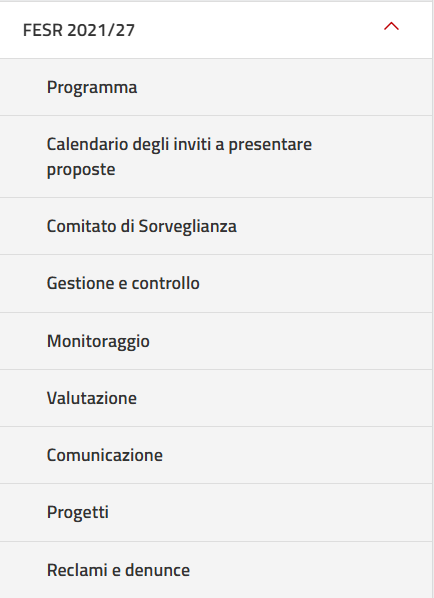 FESR 2021/27
Programma
Calendario degli inviti a presentare
proposte
Comitato di Sorveglianza
Gestione e controllo
Monitoraggio
Valutazione
Comunicazione
Progetti
Reclami e denunce